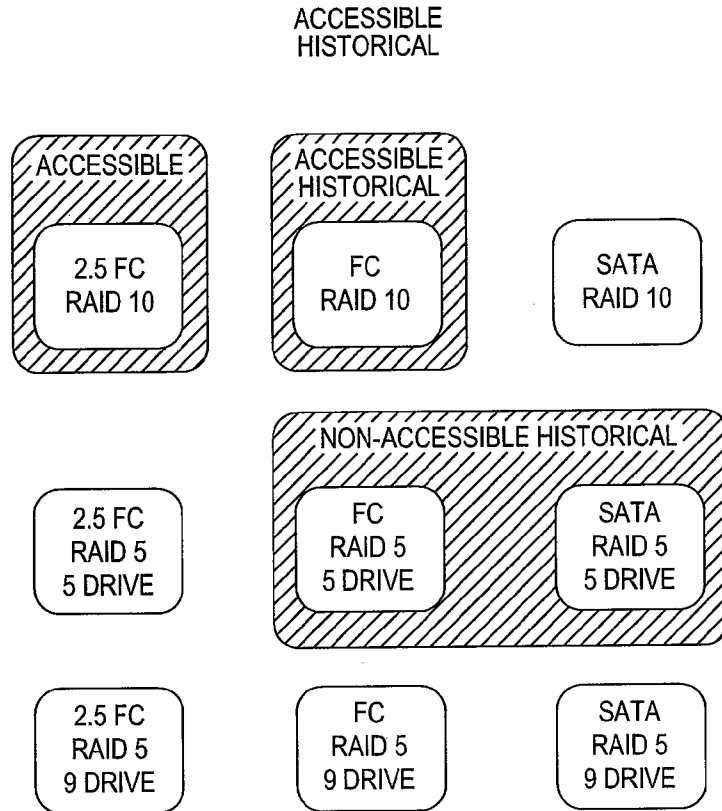 ACCESSIBLE
HISTORICAL
ACCESSIBLE
ACCESSIBLE
HISTORICAL
2.5 FC
RAID 10
FC
RAID 10
SATA
RAID 10
NON-ACCESSIBLE HISTORICAL
2.5 FC
RAID 5
5 DRIVE
FC
RAID 5
5 DRIVE
SATA
RAID 5
5 DRIVE
2.5 FC
RAID 5
9 DRIVE
FC
RAID 5
9 DRIVE
SATA
RAID 5
9 DRIVE